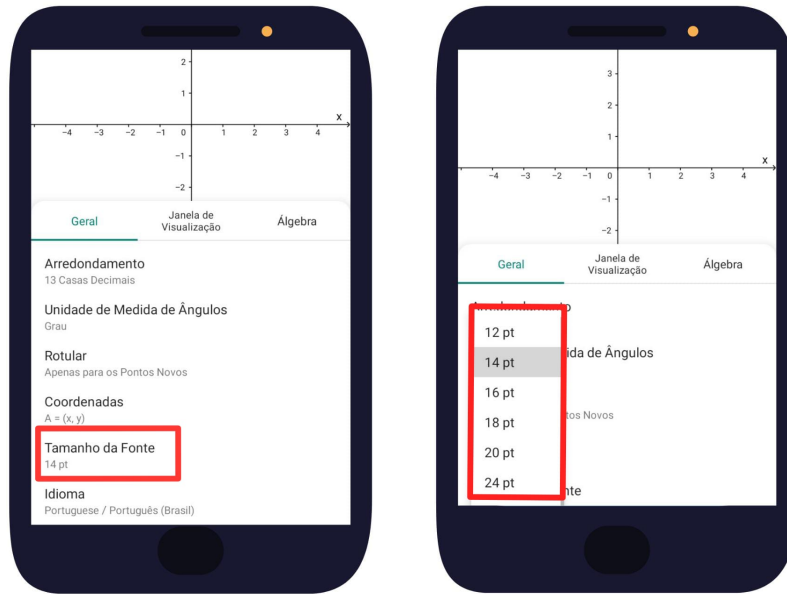 2
1
x
−4 −3 −2 −1 0 1 2 3 4
−1
−2
Geral
Janela de
Visualização
Álgebra
Arredondamento
13 Casas Decimais
Unidade de Medida de Ângulos
Grau
Rotular
Apenas para os Pontos Novos
Coordenadas
A = (x, y)
Tamanho da Fonte
14 pt
Idioma
Portuguese / Português (Brasil)
3
2
1
x
−4 −3 −2 −1 0 1 2 3 4
−1
−2
Geral
Janela de
Visualização
Álgebra
12 pt
ida de Ângulos
14 pt
16 pt
tos Novos
18 pt
20 pt
24 pt
nte